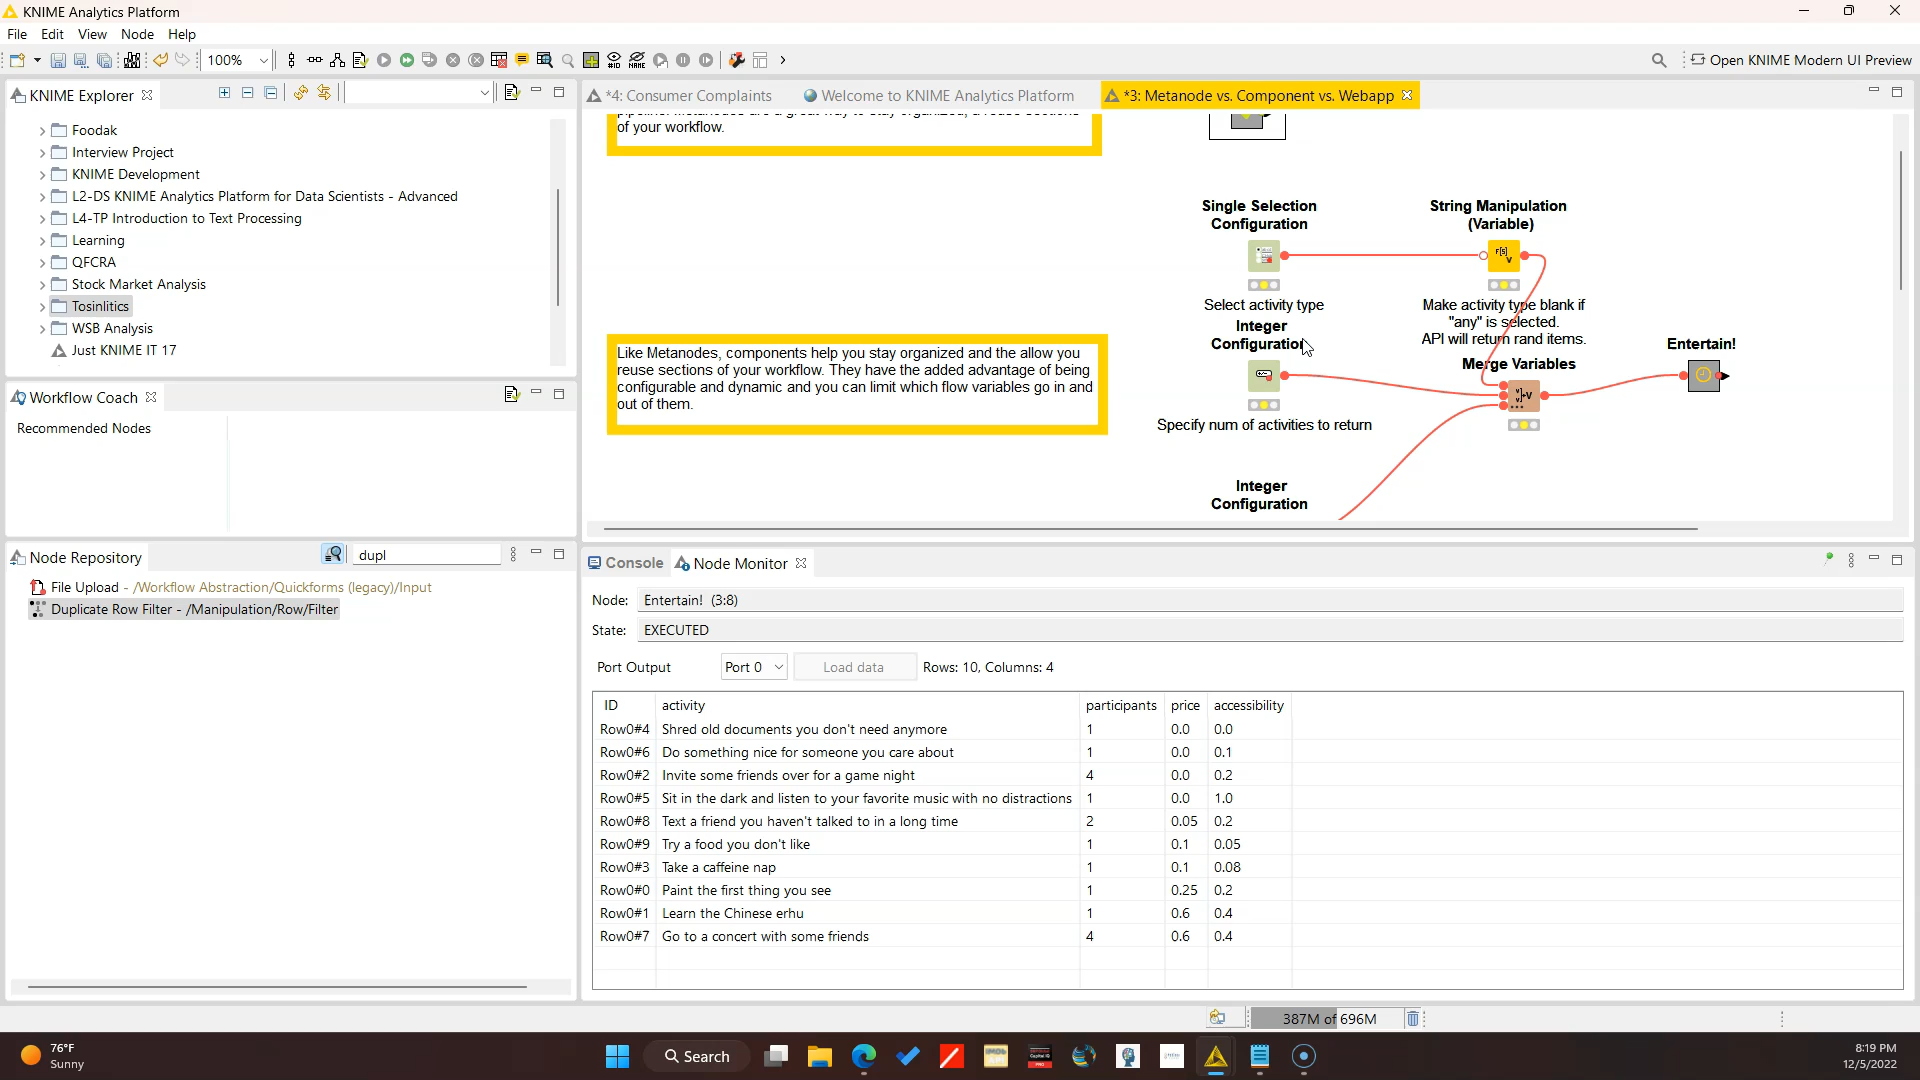 KNIME Analytics Platform
File Edit View Node Help
100%
Open KNIME Modern UI Preview
KNIME Explorer
Foodak
Interview Project
KNIME Development
L2-DS KNIME Analytics Platform for Data Scientists - Advanced
L4-TP Introduction to Text Processing
Learning
QFCRA
Stock Market Analysis
Tosinlitics
WSB Analysis
Just KNIME IT 17
Workflow Coach
Recommended Nodes
Node Repository
dupl
File Upload - /Workflow Abstraction/Quickforms (legacy)/Input
Duplicate Row Filter - /Manipulation/Row/Filter
*4: Consumer Complaints
Welcome to KNIME Analytics Platform
*3: Metanode vs. Component vs. Webapp
of your workflow.
Like Metanodes, components help you stay organized and the allow you
reuse sections of your workflow. They have the added advantage of being
configurable and dynamic and you can limit which flow variables go in and
out of them.
Single Selection
Configuration
Select activity type
String Manipulation
(Variable)
Make activity type blank if
"any" is selected.
API will return rand items.
Integer
Configuration
Specify num of activities to return
Merge Variables
Entertain!
Integer
Configuration
Console
Node Monitor
Node: Entertain! (3:8)
State: EXECUTED
Port Output Port 0 Load data Rows: 10, Columns: 4
ID activity participants price accessibility
Row0#4 Shred old documents you don't need anymore 1 0.0 0.0
Row0#6 Do something nice for someone you care about 1 0.0 0.1
Row0#2 Invite some friends over for a game night 4 0.0 0.2
Row0#5 Sit in the dark and listen to your favorite music with no distractions 1 0.0 1.0
Row0#8 Text a friend you haven't talked to in a long time 2 0.05 0.2
Row0#9 Try a food you don't like 1 0.1 0.05
Row0#3 Take a caffeine nap 1 0.1 0.08
Row0#0 Paint the first thing you see 1 0.25 0.2
Row0#1 Learn the Chinese erhu 1 0.6 0.4
Row0#7 Go to a concert with some friends 4 0.6 0.4
387M of 696M
76°F
Sunny
Search
8:19 PM
12/5/2022